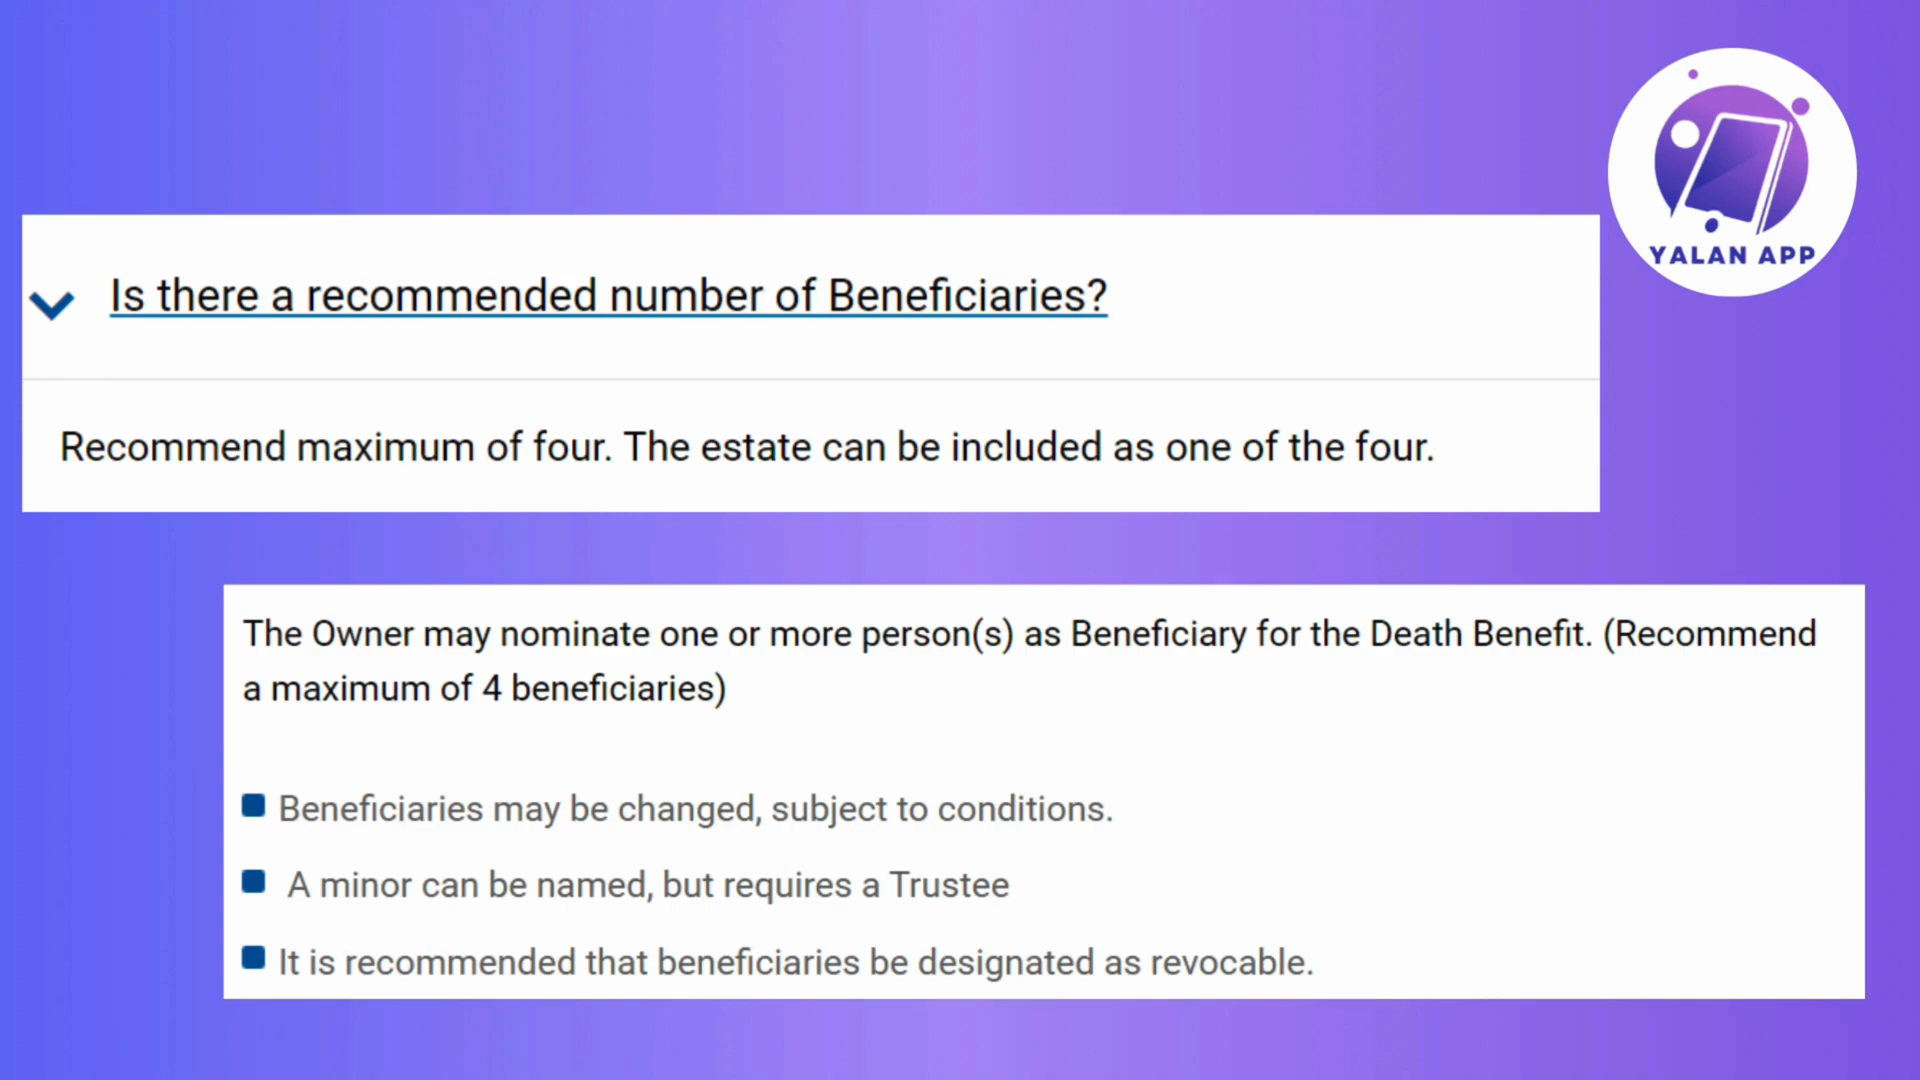 YALAN APP
Is there a recommended number of Beneficiaries?
Recommend maximum of four. The estate can be included as one of the four.
The Owner may nominate one or more person(s) as Beneficiary for the Death Benefit. (Recommend
a maximum of 4 beneficiaries)
Beneficiaries may be changed, subject to conditions.
A minor can be named, but requires a Trustee
It is recommended that beneficiaries be designated as revocable.